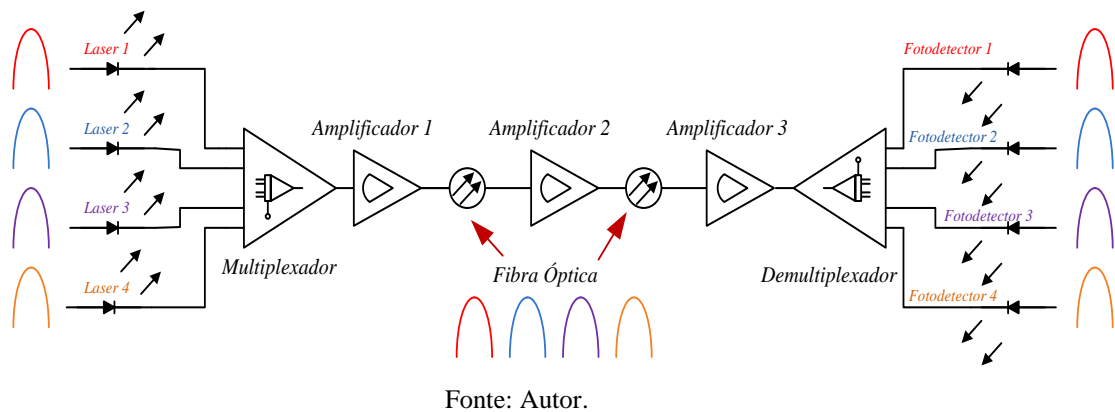 Laser 1
Fotodetector 1
Laser 2
Amplificador 1
Amplificador 2
Amplificador 3
Fotodetector 2
Laser 3
Fotodetector 3
Multiplexador
Fibra Óptica
Demultiplexador
Laser 4
Fotodetector 4
Fonte: Autor.